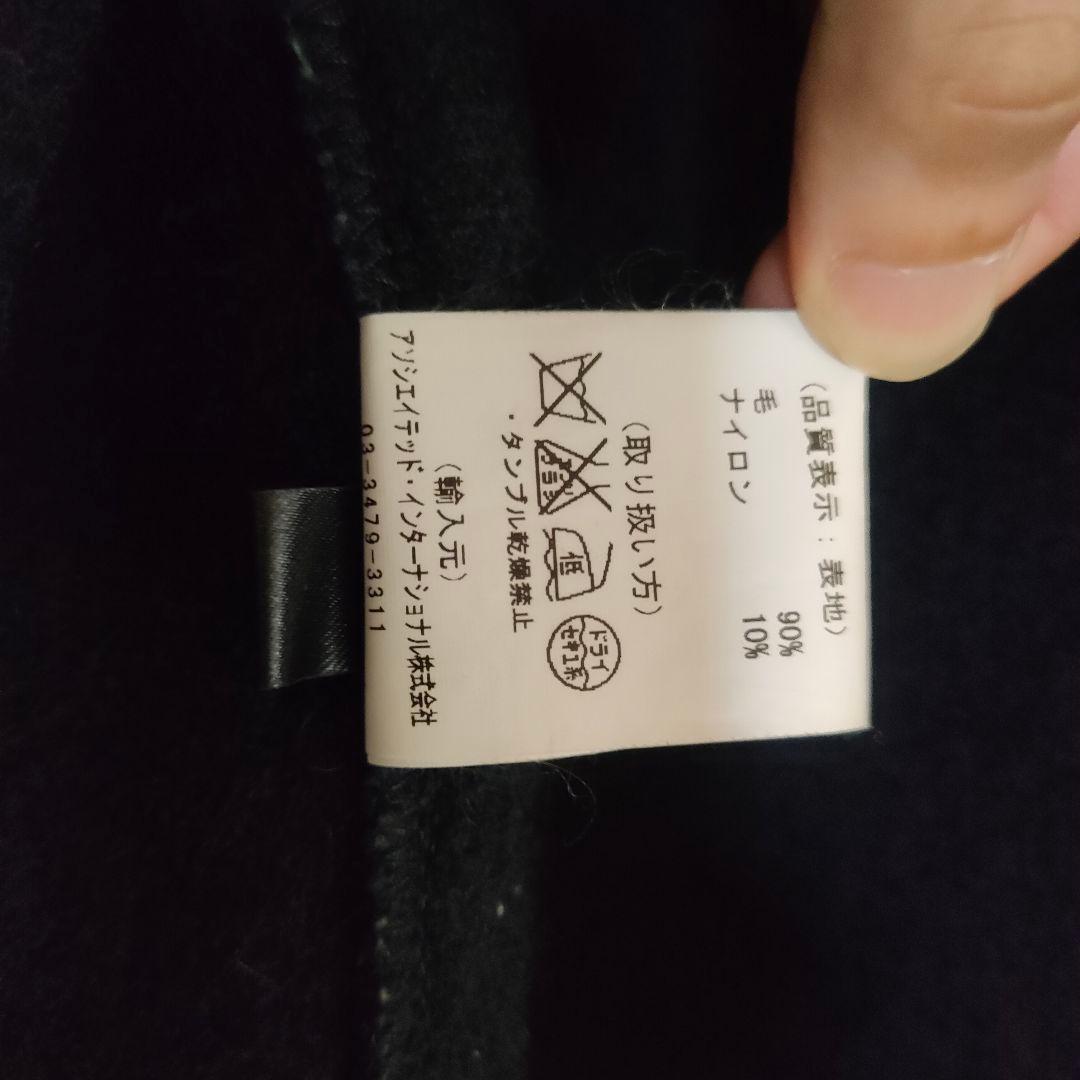 (品質表示：表地)
毛 90%
ナイロン 10%
(取り扱い方)
低
ドライ
セキユ系
・タンブル乾燥禁止
(輸入元)
アソシエイテッド・インターナショナル株式会社
03-3479-3311